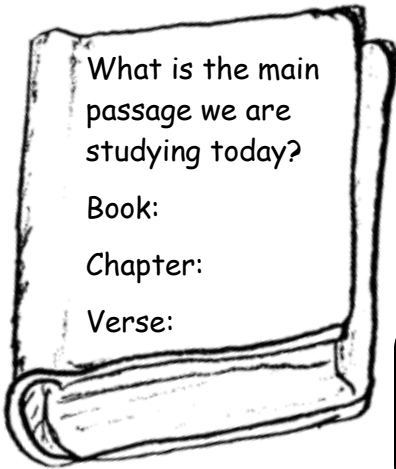 What is the main
passage we are
studying today?
Book:
Chapter:
Verse: